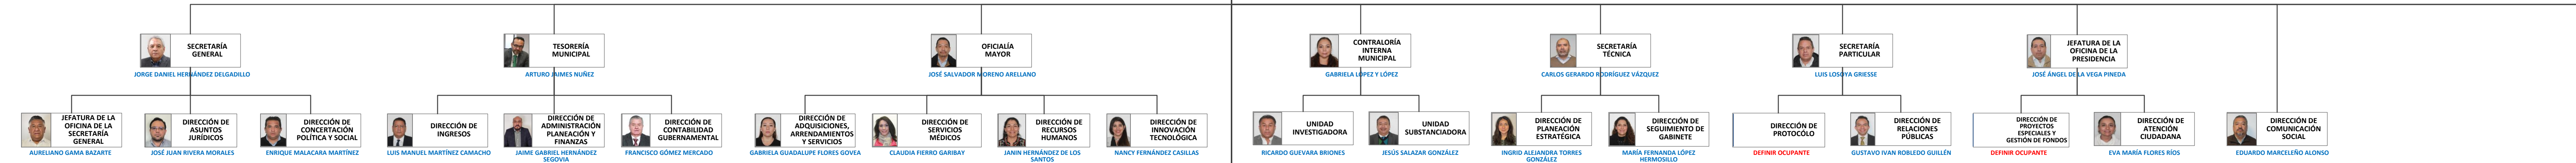 SECRETARÍA
GENERAL
JORGE DANIEL HERNÁNDEZ DELGADILLO
TESORERÍA
MUNICIPAL
ARTURO JAIMES NUÑEZ
OFICIALÍA
MAYOR
JOSÉ SALVADOR MORENO ARELLANO
CONTRALORÍA
INTERNA
MUNICIPAL
GABRIELA LÓPEZ Y LÓPEZ
SECRETARÍA
TÉCNICA
CARLOS GERARDO RODRÍGUEZ VÁZQUEZ
SECRETARÍA
PARTICULAR
LUIS LOSOYA GRIESSE
JEFATURA DE LA
OFICINA DE LA
PRESIDENCIA
JOSÉ ÁNGEL DE LA VEGA PINEDA
JEFATURA DE LA
OFICINA DE LA
SECRETARÍA
GENERAL
AURELIANO GAMA BAZARTE
DIRECCIÓN DE
ASUNTOS
JURÍDICOS
JOSÉ JUAN RIVERA MORALES
DIRECCIÓN DE
CONCERTACIÓN
POLÍTICA Y SOCIAL
ENRIQUE MALACARA MARTÍNEZ
DIRECCIÓN DE
INGRESOS
LUIS MANUEL MARTÍNEZ CAMACHO
DIRECCIÓN DE
ADMINISTRACIÓN
PLANEACIÓN Y
FINANZAS
JAIME GABRIEL HERNÁNDEZ
SEGOVIA
DIRECCIÓN DE
CONTABILIDAD
GUBERNAMENTAL
FRANCISCO GÓMEZ MERCADO
DIRECCIÓN DE
ADQUISICIONES,
ARRENDAMIENTOS
Y SERVICIOS
GABRIELA GUADALUPE FLORES GOVEA
DIRECCIÓN DE
SERVICIOS
MÉDICOS
CLAUDIA FIERRO GARIBAY
DIRECCIÓN DE
RECURSOS
HUMANOS
JANIN HERNÁNDEZ DE LOS
SANTOS
DIRECCIÓN DE
INNOVACIÓN
TECNOLÓGICA
NANCY FERNÁNDEZ CASILLAS
UNIDAD
INVESTIGADORA
RICARDO GUEVARA BRIONES
UNIDAD
SUBSTANCIADORA
JESÚS SALAZAR GONZÁLEZ
DIRECCIÓN DE
PLANEACIÓN
ESTRATÉGICA
INGRID ALEJANDRA TORRES
GONZÁLEZ
DIRECCIÓN DE
SEGUIMIENTO DE
GABINETE
MARÍA FERNANDA LÓPEZ
HERMOSILLO
DIRECCIÓN DE
PROTOCÓLO
DEFINIR OCUPANTE
DIRECCIÓN DE
RELACIONES
PÚBLICAS
GUSTAVO IVAN ROBLEDO GUILLÉN
DIRECCIÓN DE
PROYECTOS
ESPECIALES Y
GESTIÓN DE FONDOS
DEFINIR OCUPANTE
DIRECCIÓN DE
ATENCIÓN
CIUDADANA
EVA MARÍA FLORES RÍOS
DIRECCIÓN DE
COMUNICACIÓN
SOCIAL
EDUARDO MARCELEÑO ALONSO